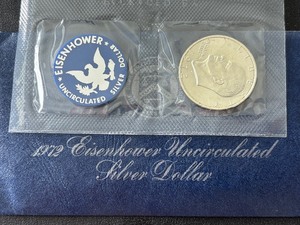 EISENHOWER DOLLAR
UNCIRCULATED SILVER
1972 Eisenhower Uncirculated
Silver Dollar